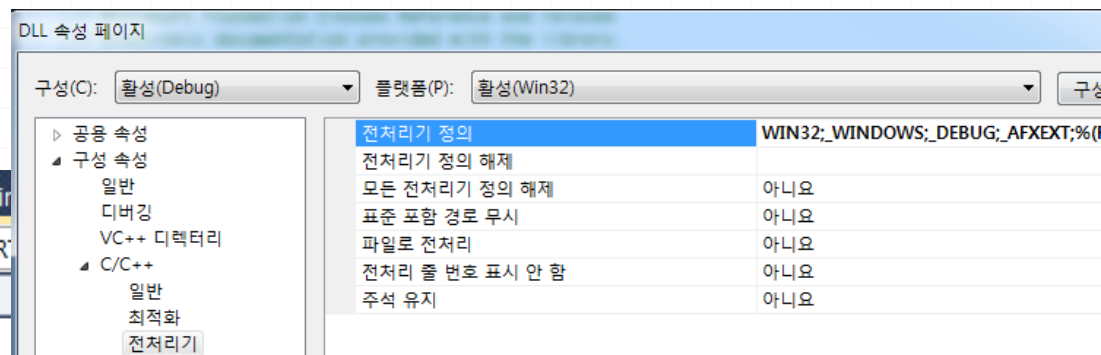 DLL 속성 페이지
구성(C): 활성(Debug) 플랫폼(P): 활성(Win32)
공용 속성
구성 속성
일반
디버깅
VC++ 디렉터리
C/C++
일반
최적화
전처리기
전처리기 정의 WIN32;_WINDOWS;_DEBUG;_AFXEXT;%(
전처리기 정의 해제
모든 전처리기 정의 해제 아니요
표준 포함 경로 무시 아니요
파일로 전처리 아니요
전처리 줄 번호 표시 안 함 아니요
주석 유지 아니요